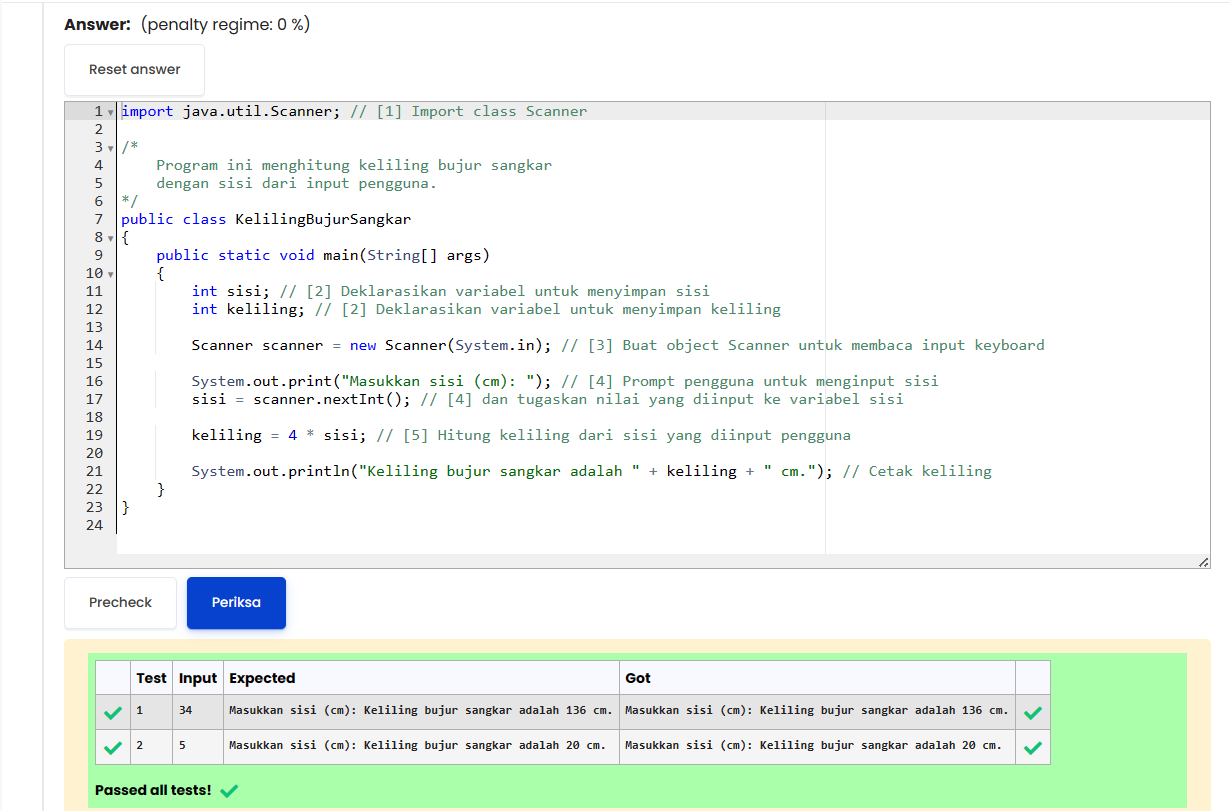 Answer: (penalty regime: 0 %)
Reset answer
1 import java.util.Scanner; // [1] Import class Scanner
2
3 /*
4     Program ini menghitung keliling bujur sangkar
5     dengan sisi dari input pengguna.
6 */
7 public class KelilingBujurSangkar
8 {
9     public static void main(String[] args)
10     {
11         int sisi; // [2] Deklarasikan variabel untuk menyimpan sisi
12         int keliling; // [2] Deklarasikan variabel untuk menyimpan keliling
13
14         Scanner scanner = new Scanner(System.in); // [3] Buat object Scanner untuk membaca input keyboard
15
16         System.out.print("Masukkan sisi (cm): "); // [4] Prompt pengguna untuk menginput sisi
17         sisi = scanner.nextInt(); // [4] dan tugaskan nilai yang diinput ke variabel sisi
18
19         keliling = 4 * sisi; // [5] Hitung keliling dari sisi yang diinput pengguna
20
21         System.out.println("Keliling bujur sangkar adalah " + keliling + " cm."); // Cetak keliling
22     }
23 }
24
Precheck Periksa
Test Input Expected Got
1 34 Masukkan sisi (cm): Keliling bujur sangkar adalah 136 cm. Masukkan sisi (cm): Keliling bujur sangkar adalah 136 cm.
2 5 Masukkan sisi (cm): Keliling bujur sangkar adalah 20 cm. Masukkan sisi (cm): Keliling bujur sangkar adalah 20 cm.
Passed all tests!